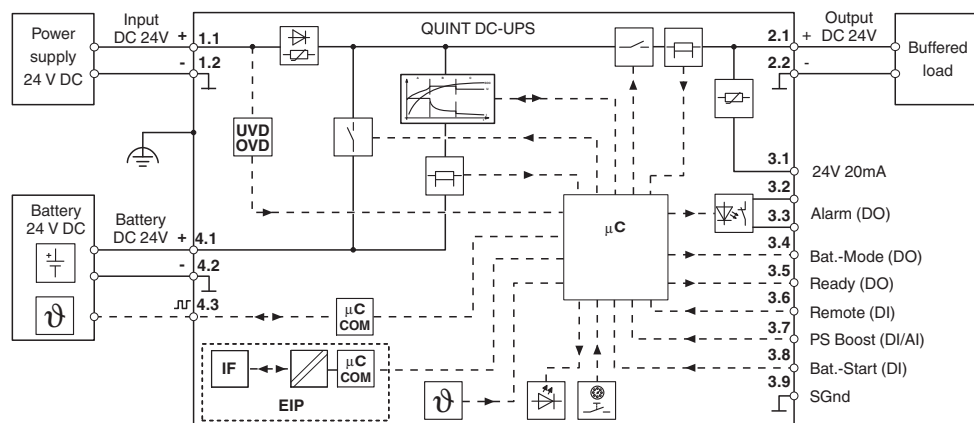 Power
supply
24 V DC
Input
DC 24V
+
-
1.1
1.2
QUINT DC-UPS
2.1
2.2
+
-
Output
DC 24V
Buffered
load
UVD
OVD
Battery
24 V DC
+
ϑ
Battery
DC 24V
+
-
4.1
4.2
4.3
µC
COM
IF
µC
COM
EIP
ϑ
µC
3.1
24V 20mA
3.2
3.3
Alarm (DO)
3.4
Bat.-Mode (DO)
3.5
Ready (DO)
3.6
Remote (DI)
3.7
PS Boost (DI/AI)
3.8
Bat.-Start (DI)
3.9
SGnd